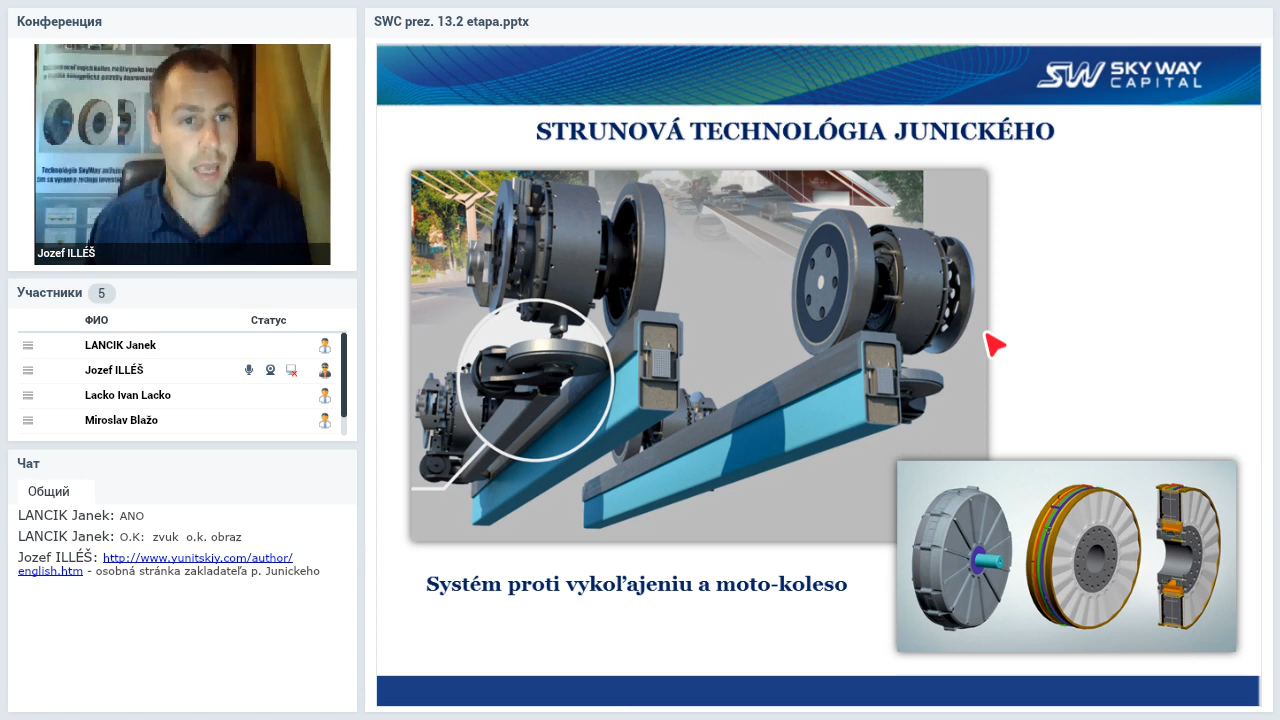 Конференция
Jozef ILLÉŠ
Участники 5
ФИО Статус
LANCIK Janek
Jozef ILLÉŠ
Lacko Ivan Lacko
Miroslav Blažo
Чат
Общий
LANCIK Janek: ANO
LANCIK Janek: O.K: zvuk o.k. obraz
Jozef ILLÉŠ: http://www.yunitskiy.com/author/
english.htm - osobná stránka zakladateľa p. Junickeho
SWC prez. 13.2 etapa.pptx
SW SKY WAY
CAPITAL
STRUNOVÁ TECHNOLÓGIA JUNICKÉHO
Systém proti vykoľajeniu a moto-koleso